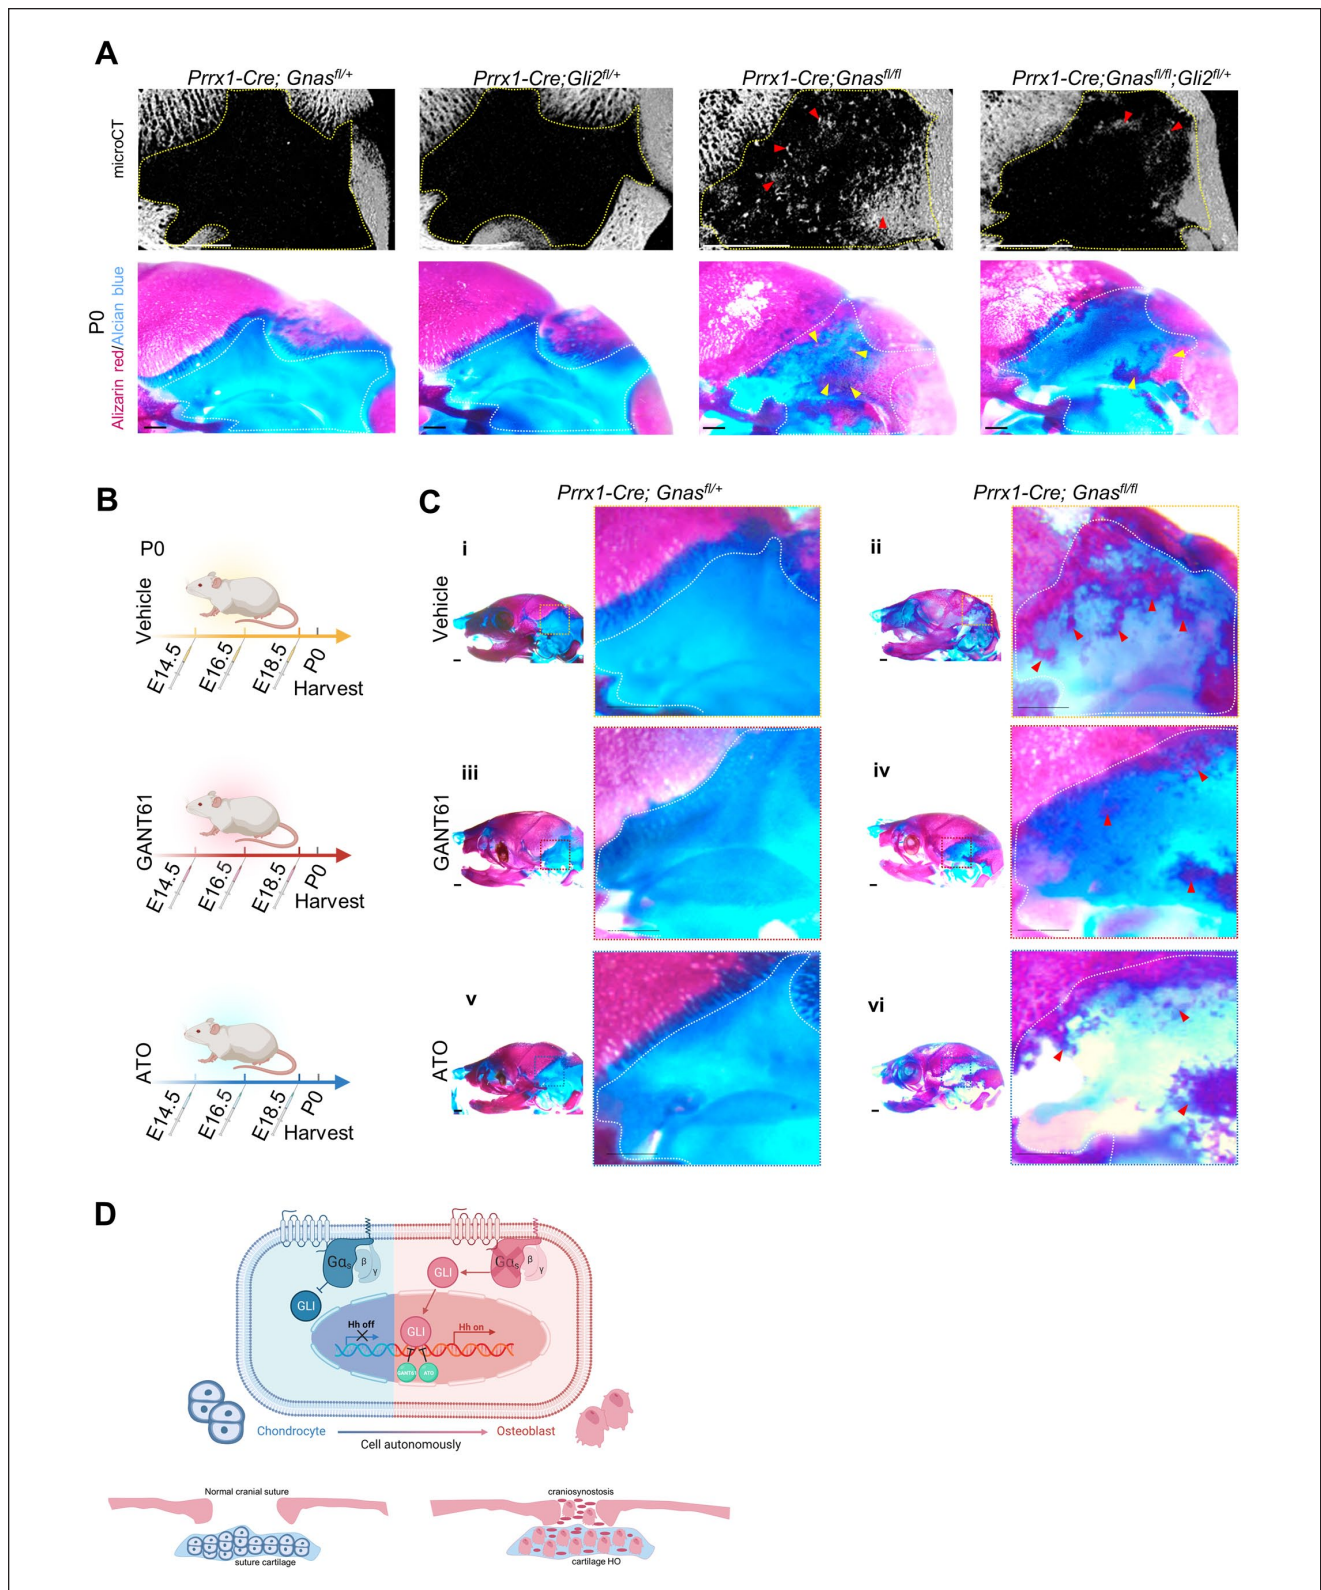 A
Prrx1-Cre; Gnasfl/+
Prrx1-Cre;Gli2fl/+
Prrx1-Cre;Gnasfl/fl
Prrx1-Cre;Gnasfl/fl;Gli2fl/+
microCT
P0
Alizarin red/Alcian blue
B
P0
Vehicle
E14.5
E16.5
E18.5
P0
Harvest
GANT61
E14.5
E16.5
E18.5
P0
Harvest
ATO
E14.5
E16.5
E18.5
P0
Harvest
C
Prrx1-Cre; Gnasfl/+
Prrx1-Cre; Gnasfl/fl
Vehicle
i
ii
GANT61
iii
iv
ATO
v
vi
D
Gαs
β
γ
GLI
GLI
Gαs
β
γ
Hh off
GLI
Hh on
GANT61
ATO
Chondrocyte
Osteoblast
Cell autonomously
Normal cranial suture
suture cartilage
craniosynostosis
cartilage HO